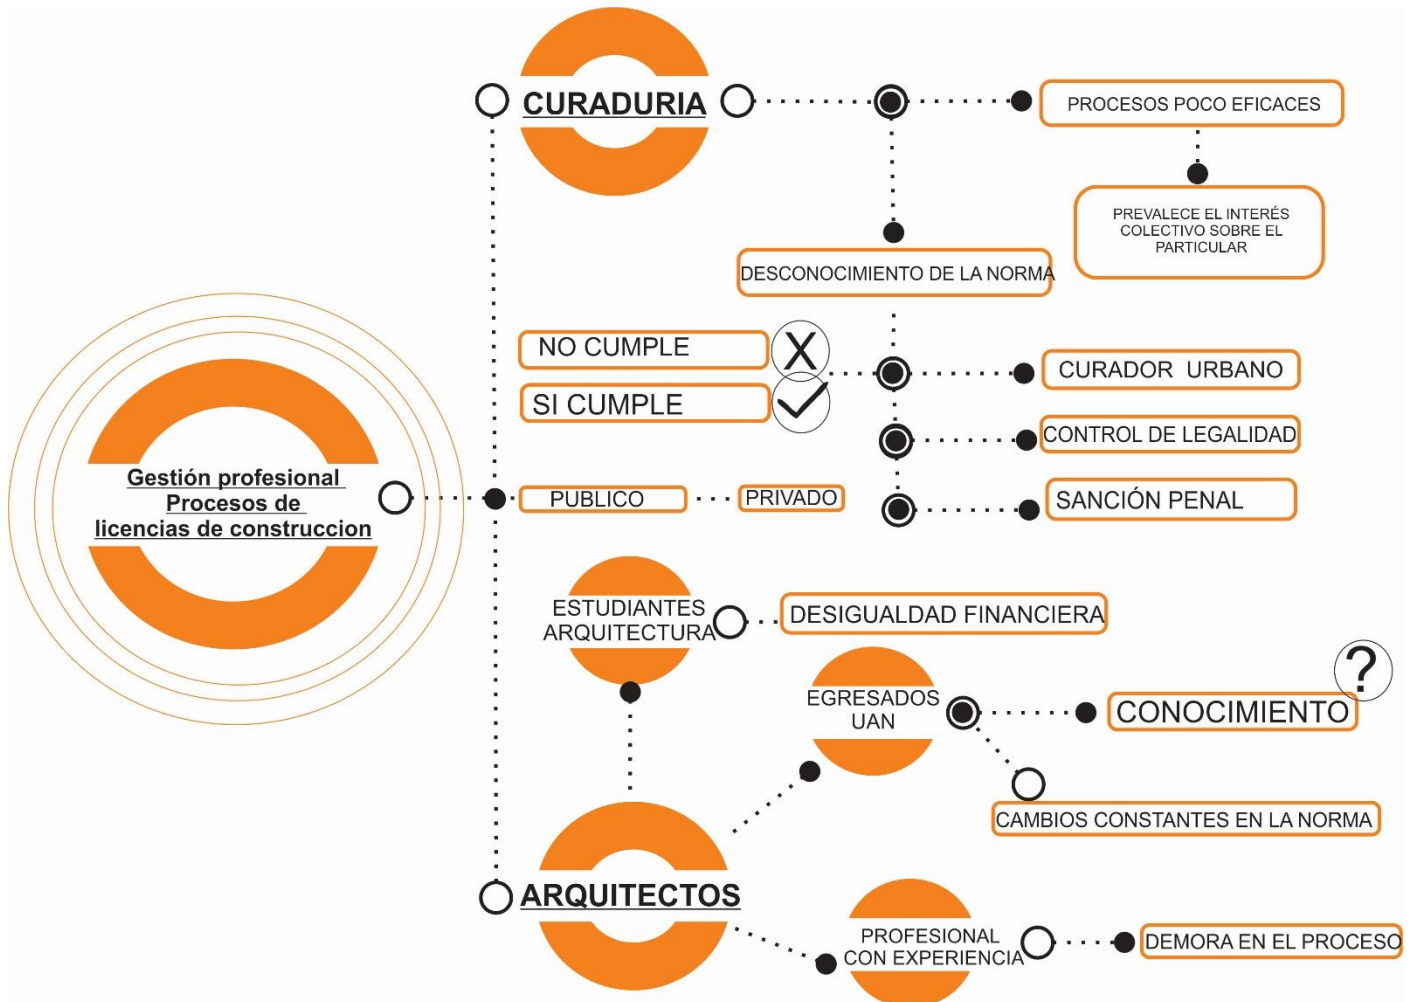 CURADURIA
PROCESOS POCO EFICACES
PREVALECE EL INTERÉS
COLECTIVO SOBRE EL
PARTICULAR
DESCONOCIMIENTO DE LA NORMA
NO CUMPLE
X
SI CUMPLE
CURADOR URBANO
CONTROL DE LEGALIDAD
SANCIÓN PENAL
Gestión profesional
Procesos de
licencias de construccion
PUBLICO
PRIVADO
ESTUDIANTES
ARQUITECTURA
DESIGUALDAD FINANCIERA
EGRESADOS
UAN
?
CONOCIMIENTO
CAMBIOS CONSTANTES EN LA NORMA
ARQUITECTOS
PROFESIONAL
CON EXPERIENCIA
DEMORA EN EL PROCESO